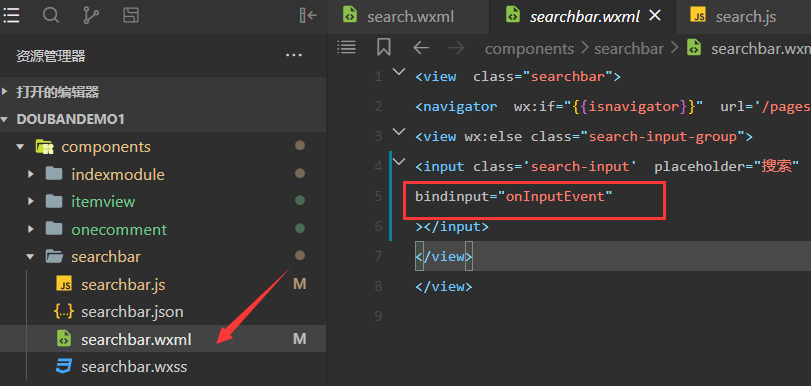 资源管理器
打开的编辑器
DOUBANDEMO1
components
indexmodule
itemview
onecomment
searchbar
searchbar.js M
searchbar.json
searchbar.wxml M
searchbar.wxss
search.wxml
searchbar.wxml
search.js
components > searchbar > searchbar.wxm
1 <view class="searchbar">
2 <navigator wx:if="{{isnavigator}}" url='/pages
3 <view wx:else class="search-input-group">
4 <input class='search-input' placeholder="搜索"
5 bindinput="onInputEvent"
6 ></input>
7 </view>
8 </view>
9